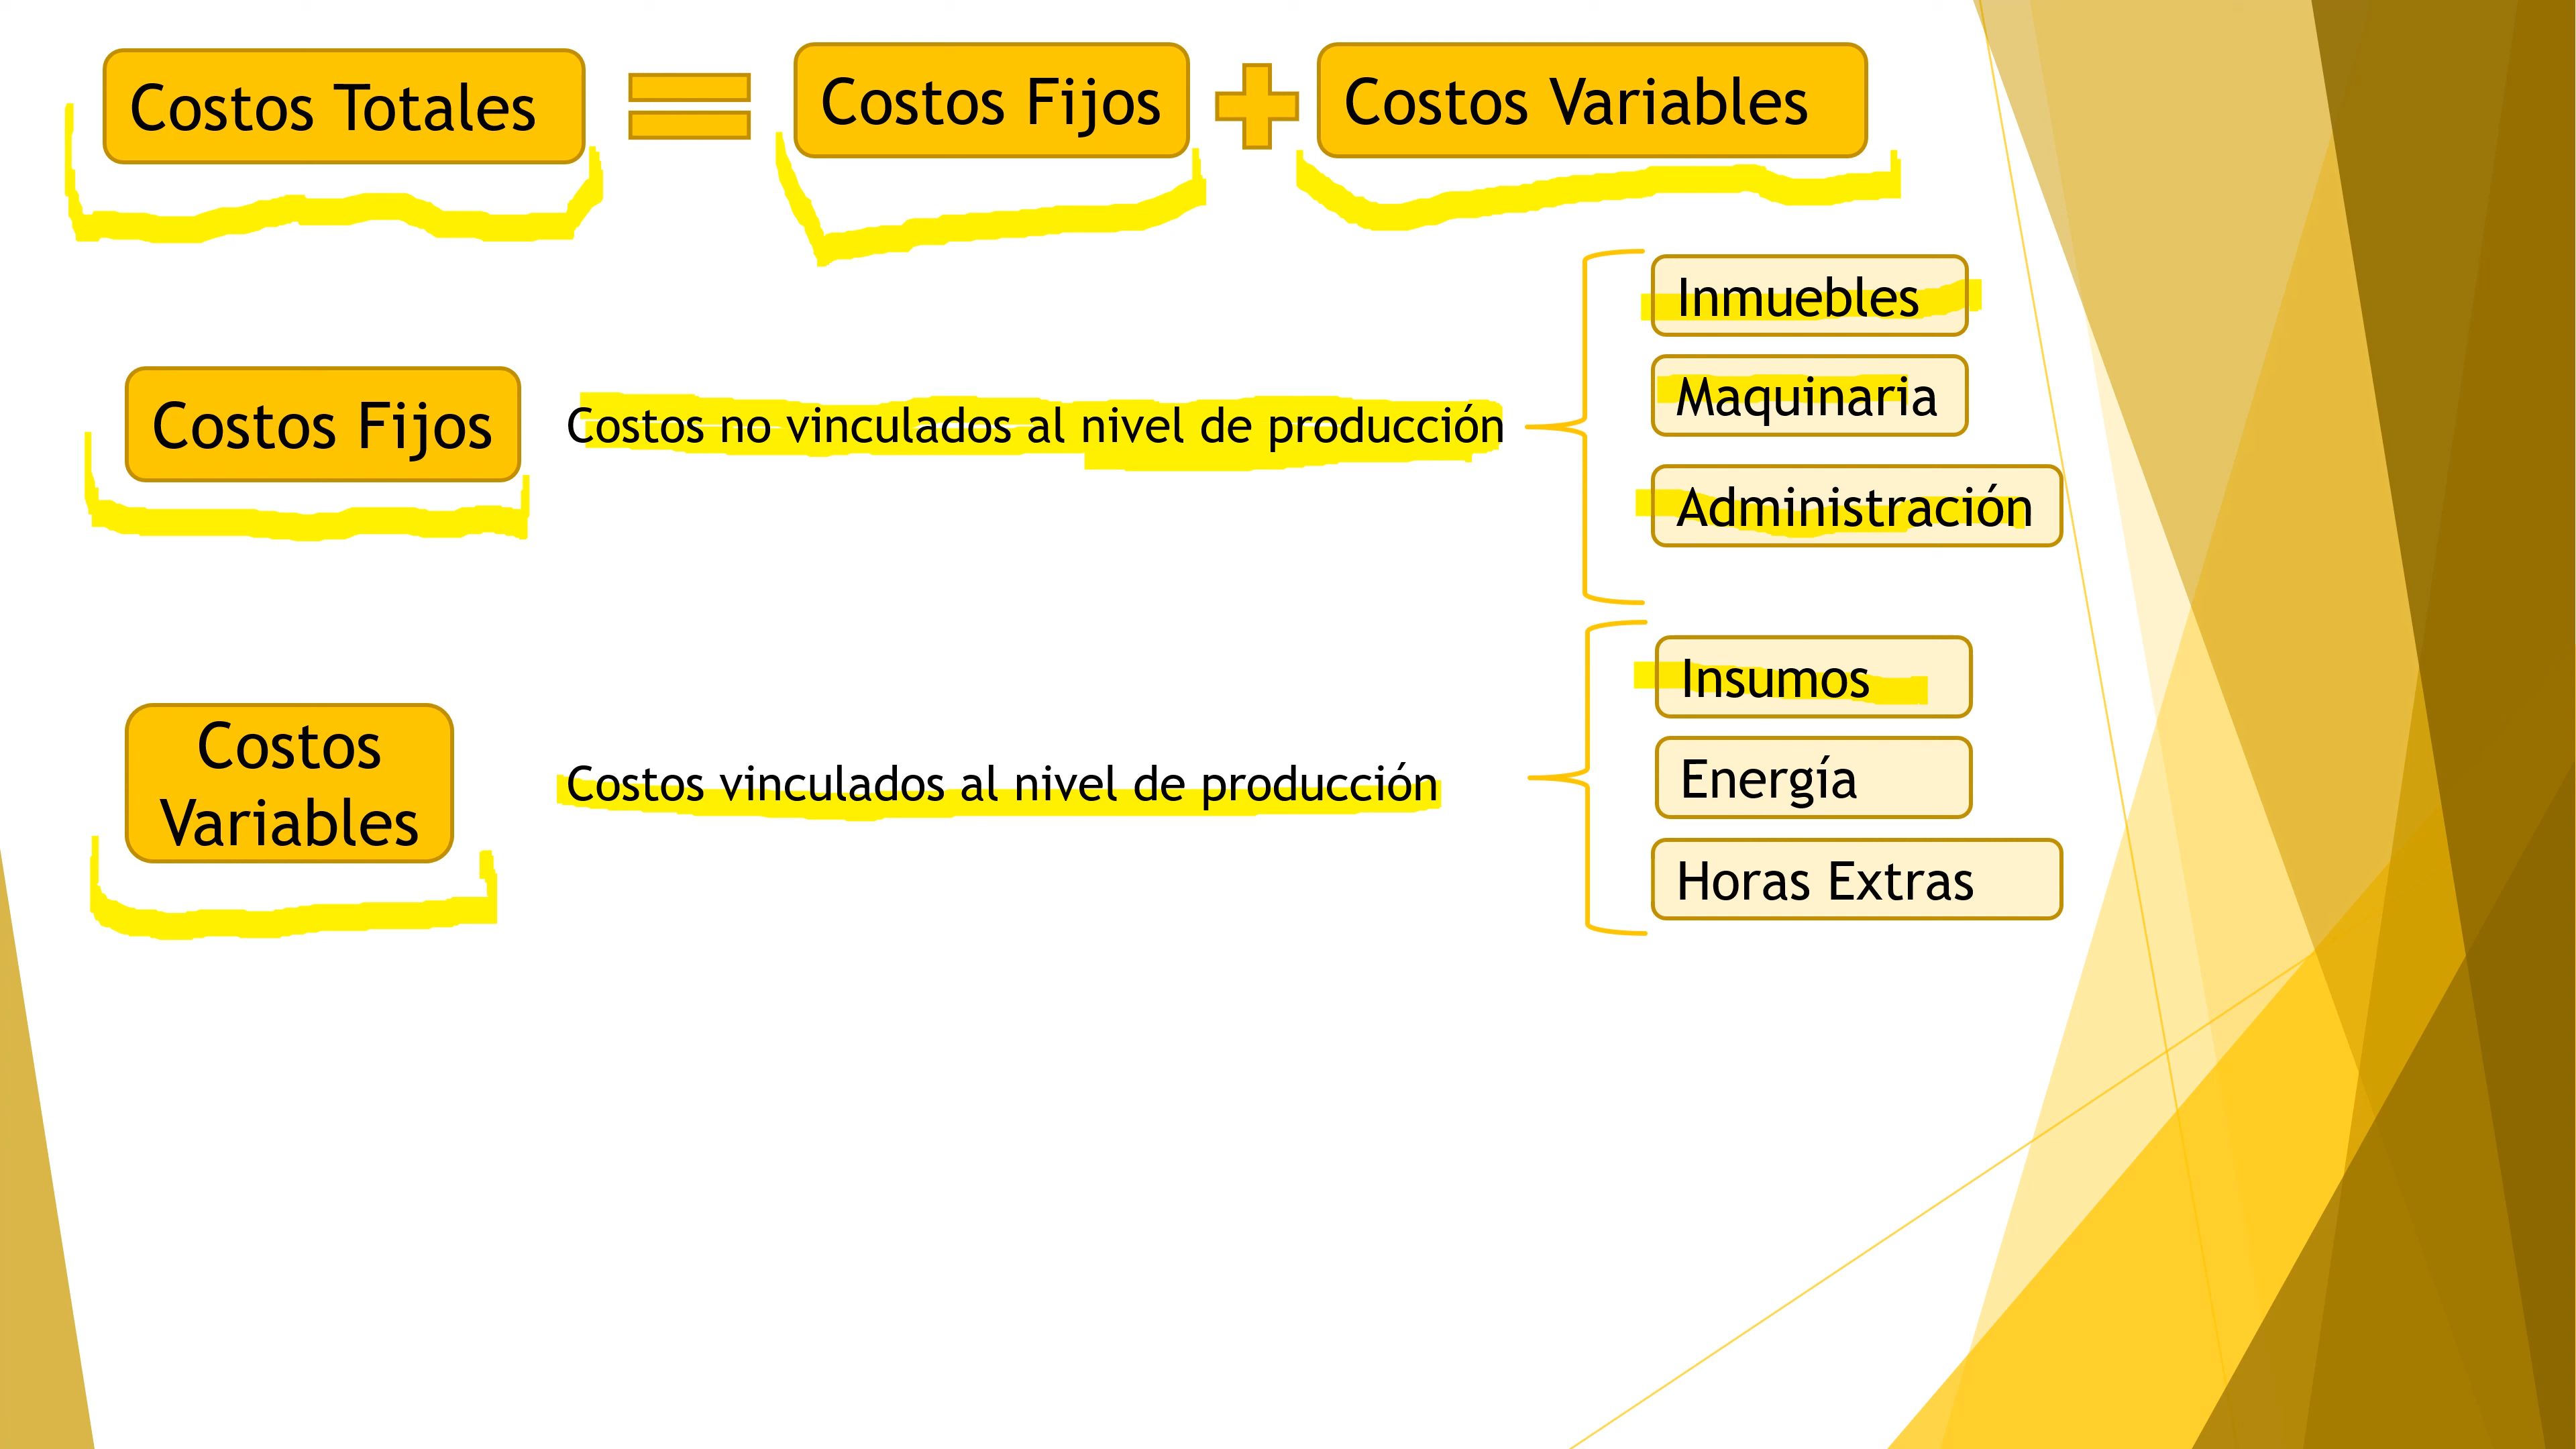 Costos Totales
Costos Fijos
Costos Variables
Costos Fijos
Costos no vinculados al nivel de producción
Inmuebles
Maquinaria
Administración
Costos
Variables
Costos vinculados al nivel de producción
Insumos
Energía
Horas Extras